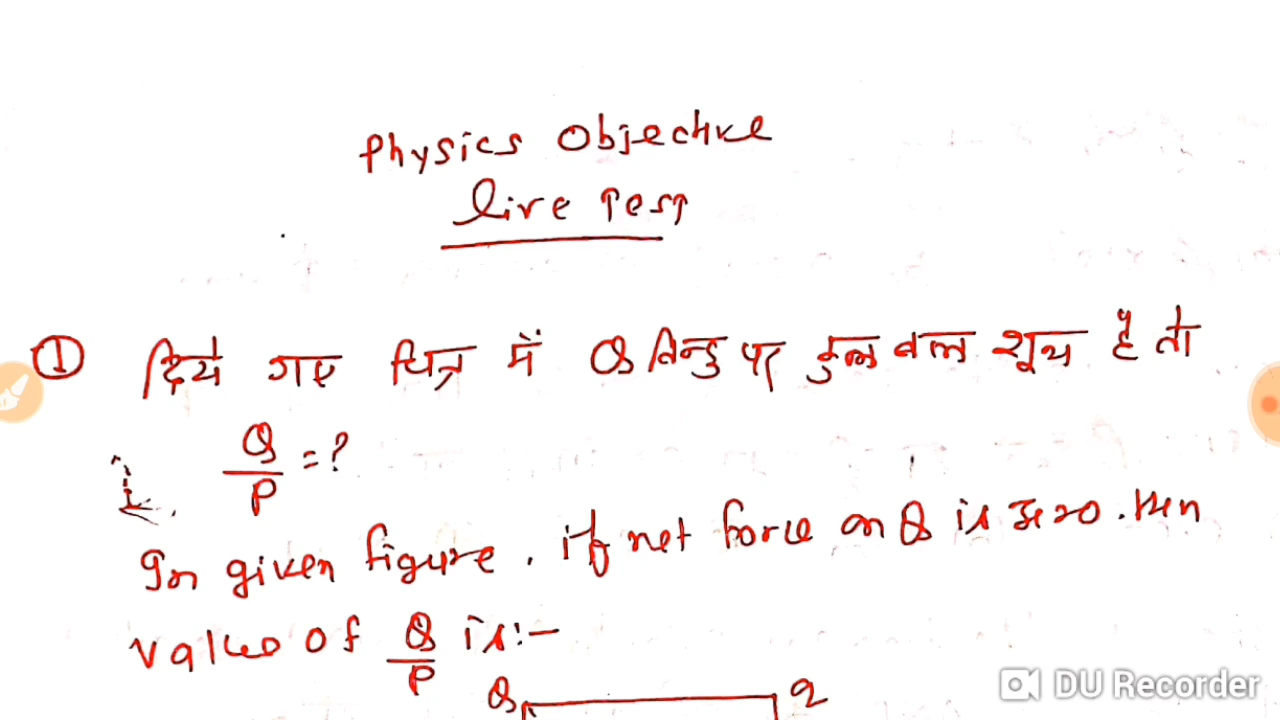 Physics Objective
live Test
① दिये गए चित्र में Q बिन्दु पर कुल बल शून्य है तो
Q/P = ?
In given figure. if net force on Q is zero. then
value of Q/P is:-
Q q
DU Recorder